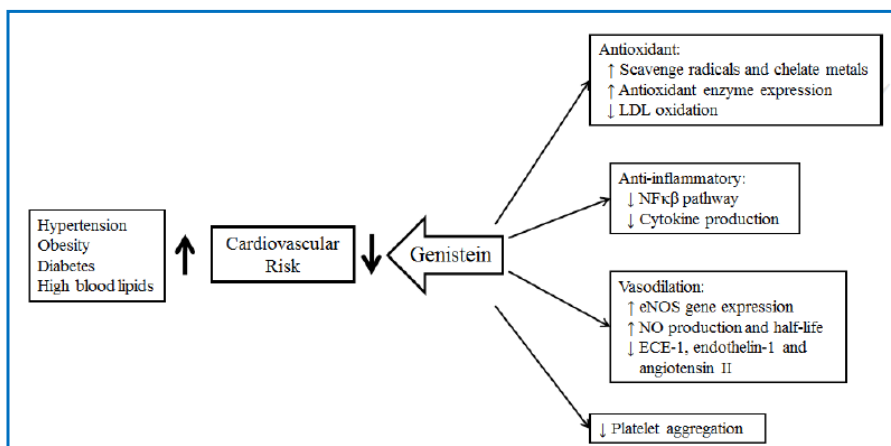 Hypertension
Obesity
Diabetes
High blood lipids
Cardiovascular
Risk
Genistein
Antioxidant:
↑ Scavenge radicals and chelate metals
↑ Antioxidant enzyme expression
↓ LDL oxidation
Anti-inflammatory:
↓ NFκβ pathway
↓ Cytokine production
Vasodilation:
↑ eNOS gene expression
↑ NO production and half-life
↓ ECE-1, endothelin-1 and
angiotensin II
↓ Platelet aggregation